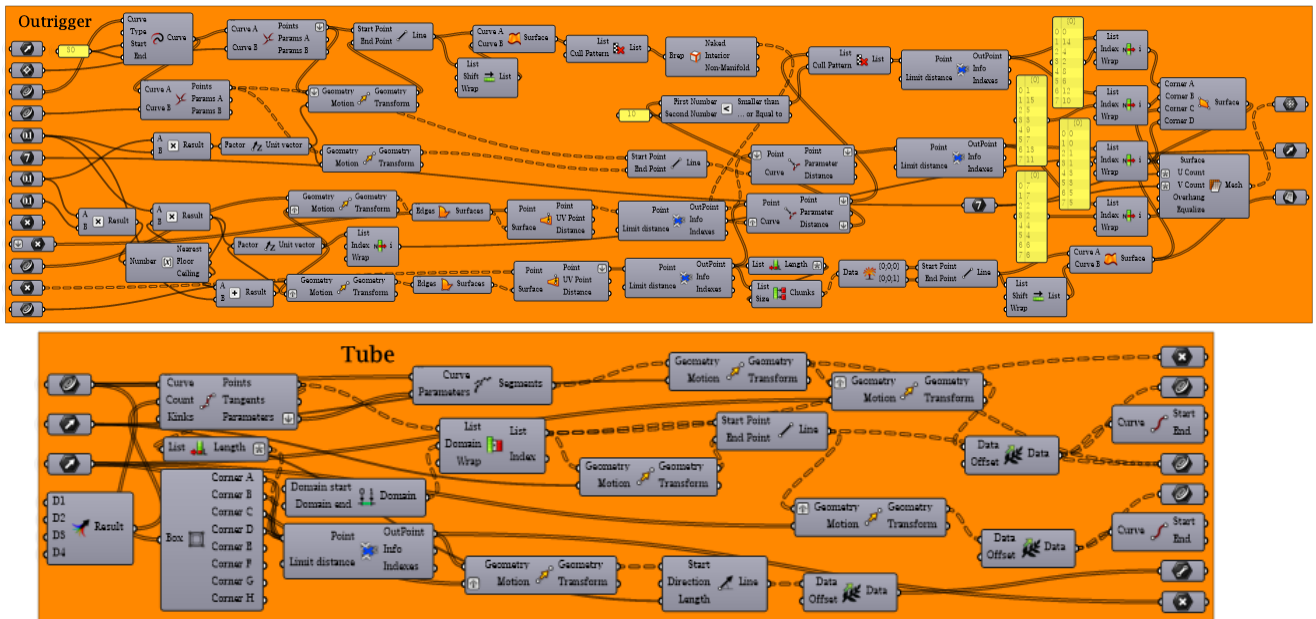 Outrigger
Curve
Type
Start
End
Curve
50
Curve A
Curve B
Points
Params A
Params B
Start Point
End Point
Line
Curve A
Curve B
Surface
List
Shift
Wrap
List
List
Cull Pattern
List
Brep
Naked
Interior
Non-Manifold
List
Cull Pattern
List
Point
Limit distance
OutPoint
Info
Indexes
List
Index
Wrap
i
Curve A
Curve B
Points
Params A
Params B
Geometry
Motion
Geometry
Transform
10
First Number
Second Number
Smaller than
... or Equal to
List
Index
Wrap
i
Corner A
Corner B
Corner C
Corner D
Surface
A
B
Result
Factor
Unit vector
Geometry
Motion
Geometry
Transform
Start Point
End Point
Line
Point
Curve
Point
Parameter
Distance
Point
Limit distance
OutPoint
Info
Indexes
List
Index
Wrap
i
Surface
U Count
V Count
Overhang
Equalize
Mesh
7
A
B
Result
A
B
Result
Geometry
Motion
Geometry
Transform
Edges
Surfaces
Point
Surface
Point
UV Point
Distance
Point
Limit distance
OutPoint
Info
Indexes
Point
Curve
Point
Parameter
Distance
7
List
Index
Wrap
i
Number
Nearest
Floor
Ceiling
Factor
Unit vector
List
Index
Wrap
i
A
B
Result
Geometry
Motion
Geometry
Transform
Edges
Surfaces
Point
Surface
Point
UV Point
Distance
Point
Limit distance
OutPoint
Info
Indexes
List
Length
List
Size
Chunks
Data
{0;0;0}
{0;0;1}
Start Point
End Point
Line
List
Shift
Wrap
List
Curve A
Curve B
Surface
Tube
Curve
Count
Kinks
Points
Tangents
Parameters
Curve
Parameters
Segments
Geometry
Motion
Geometry
Transform
Geometry
Motion
Geometry
Transform
List
Length
List
Domain
Wrap
List
Index
Start Point
End Point
Line
Curve
Start
End
Data
Offset
Data
D1
D2
D3
D4
Result
Box
Corner A
Corner B
Corner C
Corner D
Corner E
Corner F
Corner G
Corner H
Domain start
Domain end
Domain
Geometry
Motion
Geometry
Transform
Geometry
Motion
Geometry
Transform
Point
Limit distance
OutPoint
Info
Indexes
Data
Offset
Data
Curve
Start
End
Geometry
Motion
Geometry
Transform
Start
Direction
Length
Line
Data
Offset
Data